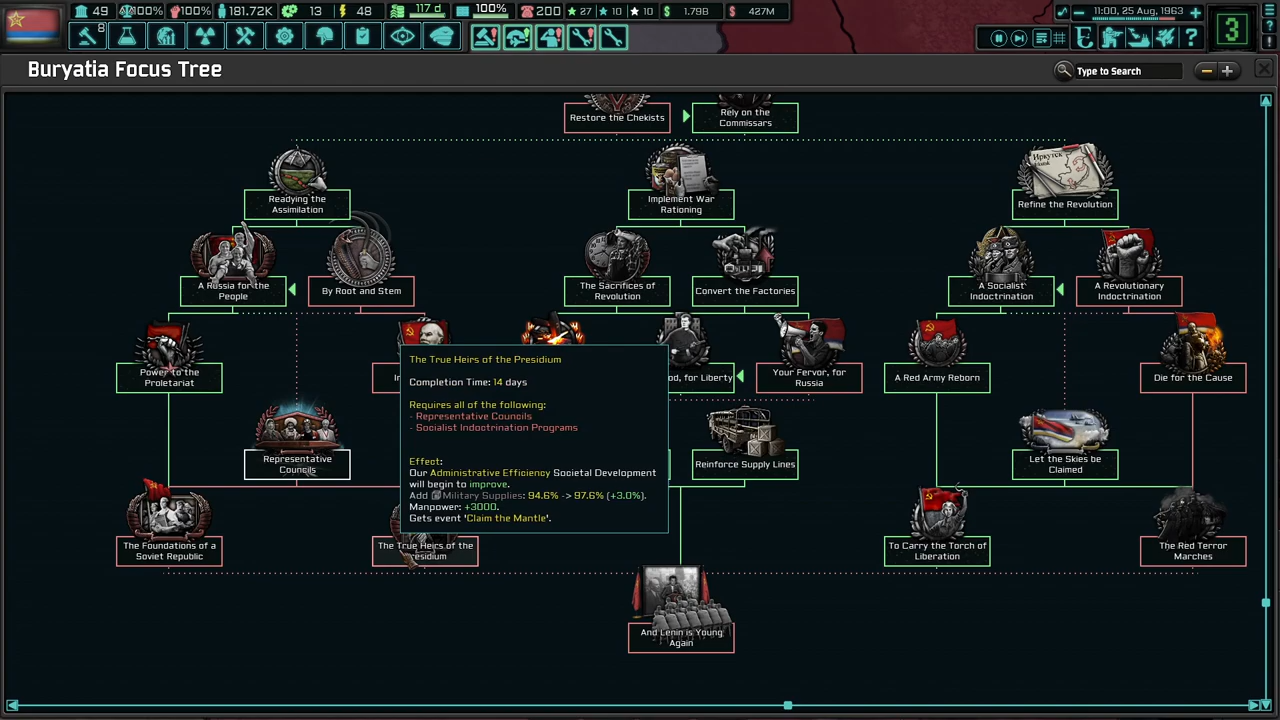 49 100% 100% 181.72K 13 48 117 d 100% 200 27 10 10 $ 1.79B $ 427M 11:00, 25 Aug, 1963 3
8
Buryatia Focus Tree
Type to Search
Restore the Chekists
Rely on the
Commissars
Иркутск
Readying the
Assimilation
Implement War
Rationing
Refine the Revolution
A Russia for the
People
By Root and Stem
The Sacrifices of
Revolution
Convert the Factories
A Socialist
Indoctrination
A Revolutionary
Indoctrination
Power to the
Proletariat
In
ood, for Liberty
Your Fervor, for
Russia
A Red Army Reborn
Die for the Cause
The True Heirs of the Presidium
Completion Time: 14 days
Requires all of the following:
- Representative Councils
- Socialist Indoctrination Programs
Effect:
Our Administrative Efficiency Societal Development
will begin to improve.
Add Military Supplies: 94.6% -> 97.6% (+3.0%).
Manpower: +3000.
Gets event 'Claim the Mantle'.
Representative
Councils
Reinforce Supply Lines
Let the Skies be
Claimed
The Foundations of a
Soviet Republic
The True Heirs of the
Presidium
To Carry the Torch of
Liberation
The Red Terror
Marches
And Lenin is Young
Again